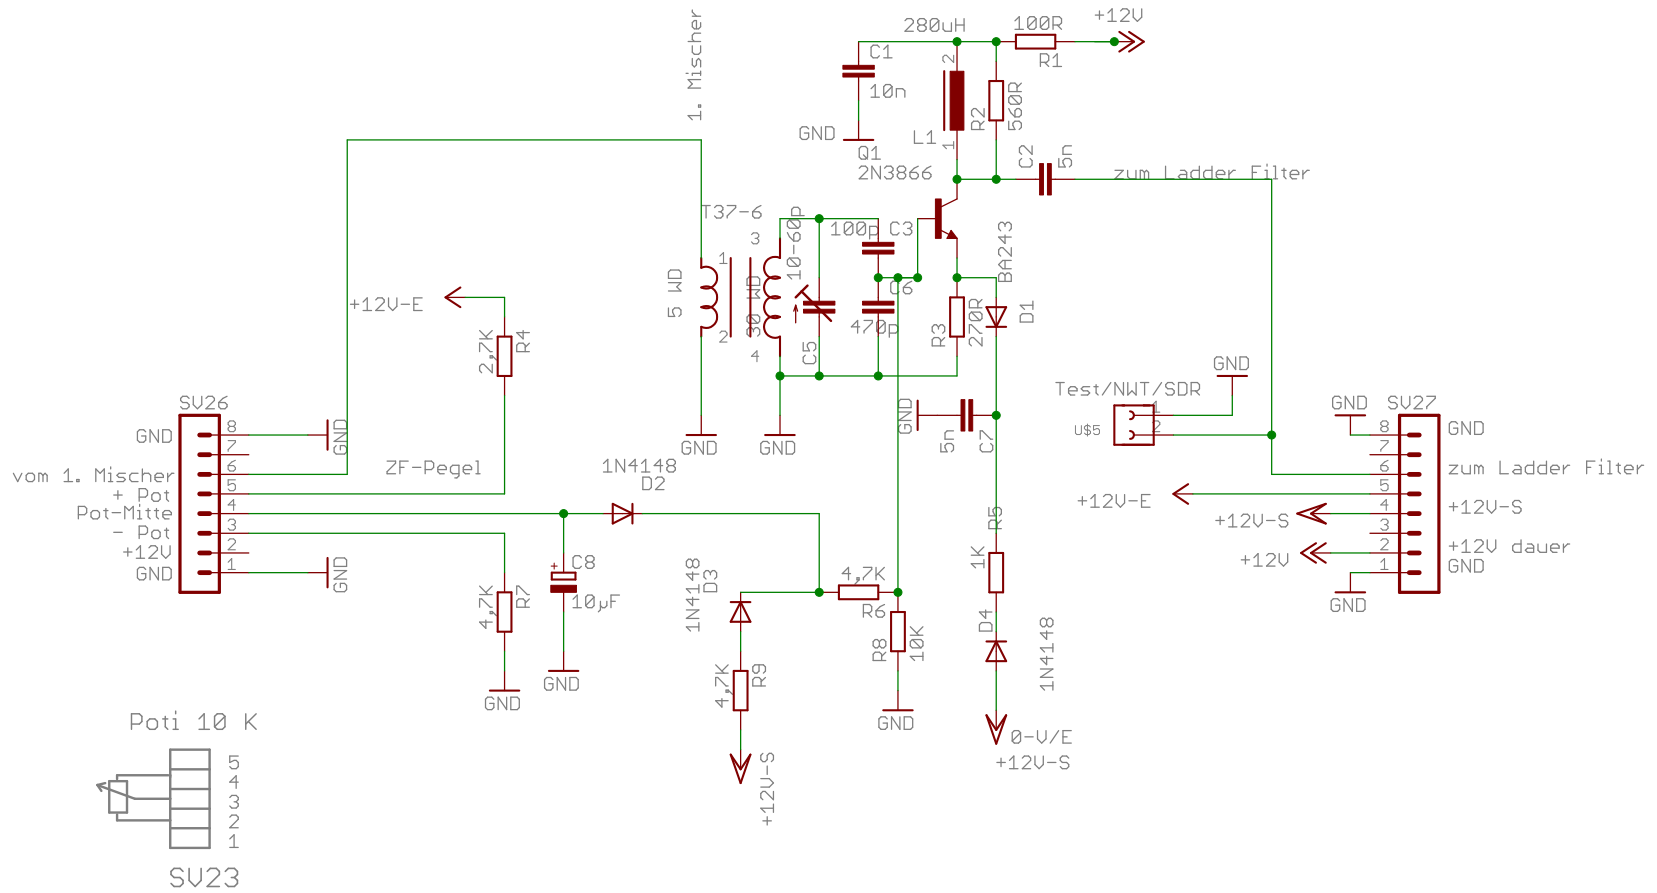 1. Mischer
280uH
100R
+12V
C1
10n
R1
2
R2
560R
GND
L1
1
C2
5n
Q1
2N3866
zum Ladder Filter
T37-6
3
10-60p
100p
C3
BA243
1
5 WD
30 WD
C6
470p
D1
R3
270R
2
4
C5
+12V-E
2,7K
R4
GND
GND
GND
5n
C7
Test/NWT/SDR
1
U$5
2
GND
SV26
GND
8
7
vom 1. Mischer
6
+ Pot
5
Pot-Mitte
4
- Pot
3
+12V
2
GND
1
GND
GND
ZF-Pegel
1N4148
D2
C8
+
10µF
GND
4,7K
R7
GND
1N4148
D3
4,7K
R6
4,7K
R9
+12V-S
R8
10K
GND
R5
1K
D4
1N4148
0-V/E
+12V-S
SV27
GND
8
GND
7
6
zum Ladder Filter
+12V-E
5
+12V-S
4
+12V-S
3
+12V
2
+12V dauer
1
GND
GND
Poti 10 K
5
4
3
2
1
SV23